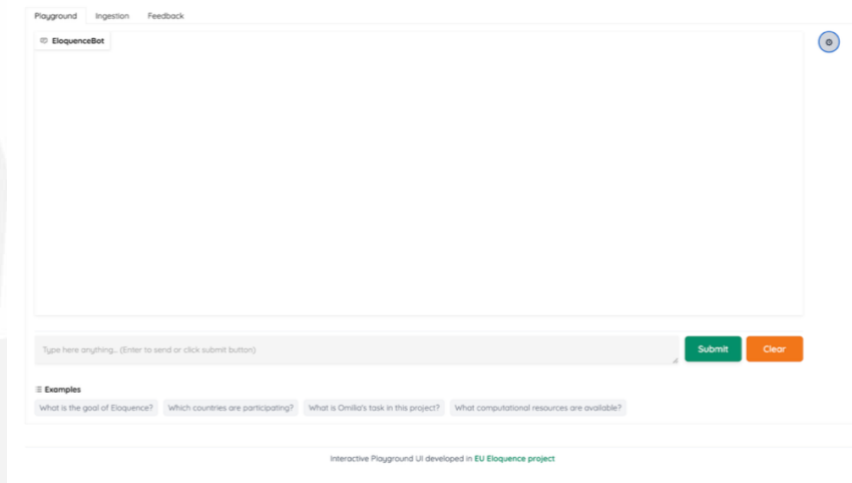 Playground Ingestion Feedback
EloquenceBot
Type here anything... (Enter to send or click submit button)
Submit Clear
Examples
What is the goal of Eloquence? Which countries are participating? What is Omilia's task in this project? What computational resources are available?
Interactive Playground UI developed in EU Eloquence project